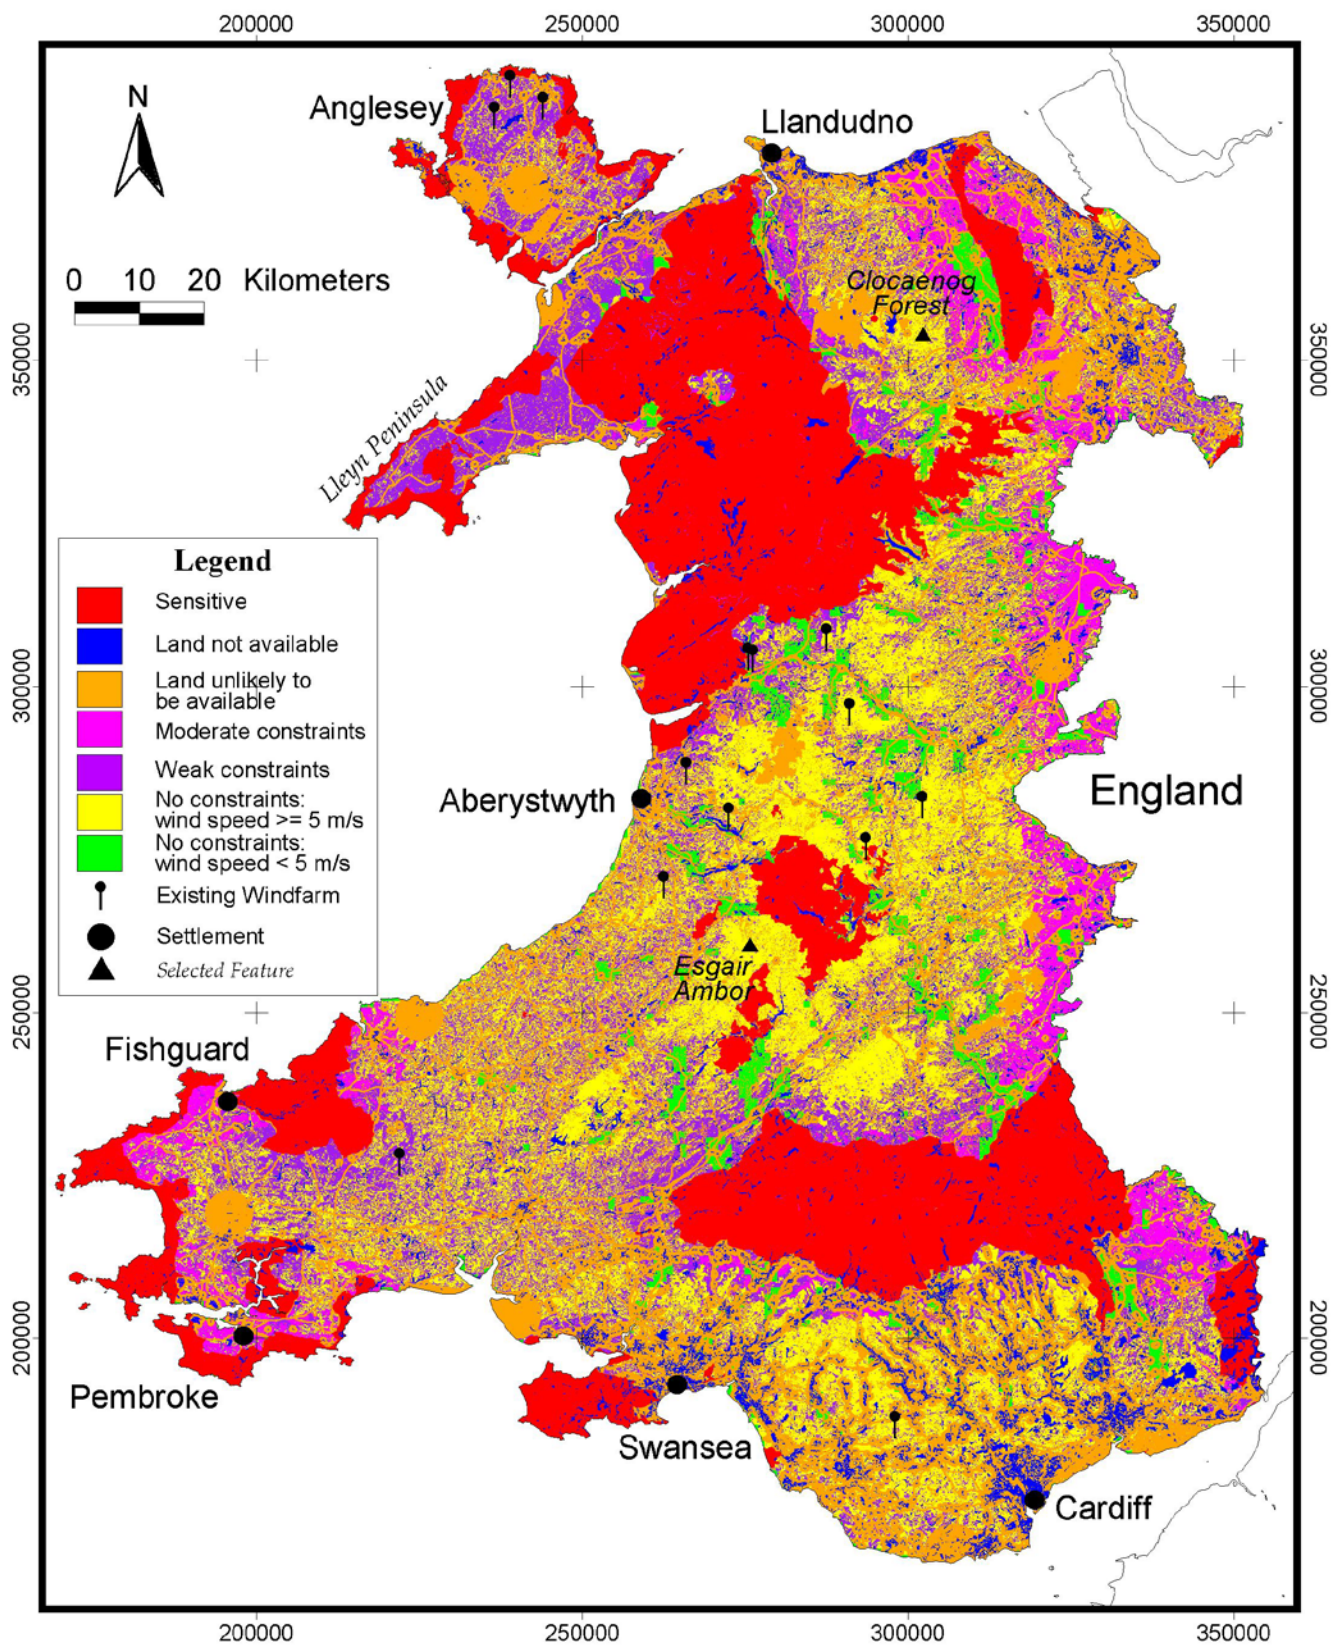 200000 250000 300000 350000
N
Anglesey
Llandudno
0 10 20 Kilometers
Clocaenog
Forest
350000 350000
Lleyn Peninsula
Legend
Sensitive
Land not available
Land unlikely to
be available
Moderate constraints
Weak constraints
No constraints:
wind speed >= 5 m/s
No constraints:
wind speed < 5 m/s
Existing Windfarm
Settlement
Selected Feature
300000 300000
Aberystwyth
England
Esgair
Ambor
250000 250000
Fishguard
200000 200000
Pembroke
Swansea
Cardiff
200000 250000 300000 350000